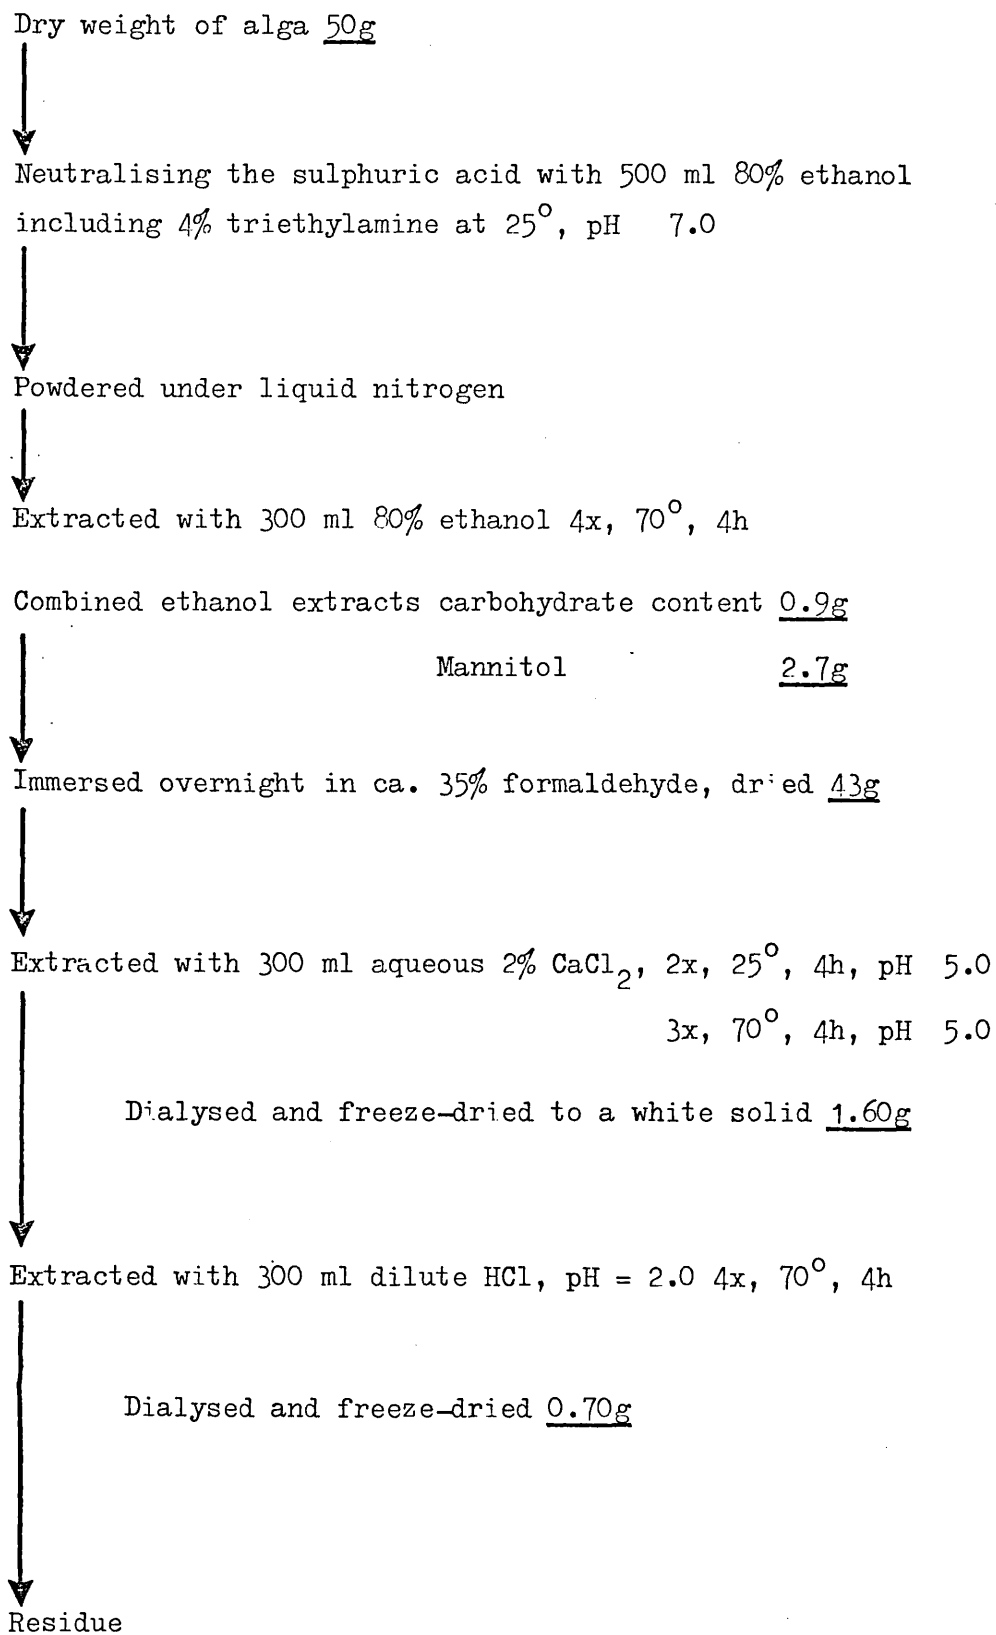 Dry weight of alga 50g
Neutralising the sulphuric acid with 500 ml 80% ethanol
including 4% triethylamine at 25°, pH 7.0
Powdered under liquid nitrogen
Extracted with 300 ml 80% ethanol 4x, 70°, 4h
Combined ethanol extracts carbohydrate content 0.9g
Mannitol 2.7g
Immersed overnight in ca. 35% formaldehyde, dried 43g
Extracted with 300 ml aqueous 2% CaCl₂, 2x, 25°, 4h, pH 5.0
3x, 70°, 4h, pH 5.0
Dialysed and freeze-dried to a white solid 1.60g
Extracted with 300 ml dilute HCl, pH = 2.0 4x, 70°, 4h
Dialysed and freeze-dried 0.70g
Residue